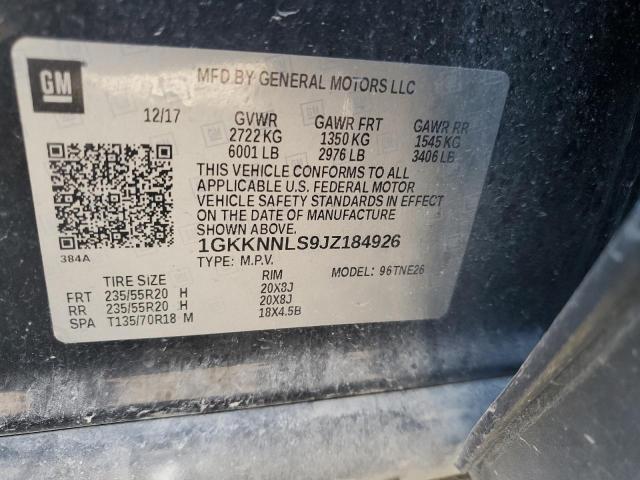 GM
MFD BY GENERAL MOTORS LLC
12/17 GVWR GAWR FRT GAWR RR
2722 KG 1350 KG 1545 KG
6001 LB 2976 LB 3406 LB
THIS VEHICLE CONFORMS TO ALL
APPLICABLE U.S. FEDERAL MOTOR
VEHICLE SAFETY STANDARDS IN EFFECT
ON THE DATE OF MANUFACTURE
SHOWN ABOVE.
1GKKNNLS9JZ184926
384A TYPE: M.P.V. MODEL: 96TNE26
TIRE SIZE RIM
FRT 235/55R20 H 20X8J
RR 235/55R20 H 20X8J
SPA T135/70R18 M 18X4.5B